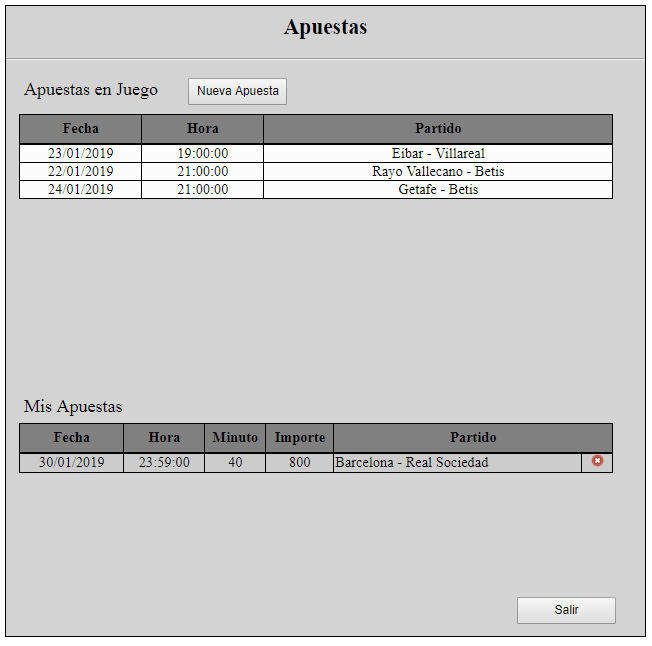 Apuestas
Apuestas en Juego Nueva Apuesta
Fecha Hora Partido
23/01/2019 19:00:00 Eibar - Villareal
22/01/2019 21:00:00 Rayo Vallecano - Betis
24/01/2019 21:00:00 Getafe - Betis
Mis Apuestas
Fecha Hora Minuto Importe Partido
30/01/2019 23:59:00 40 800 Barcelona - Real Sociedad
Salir